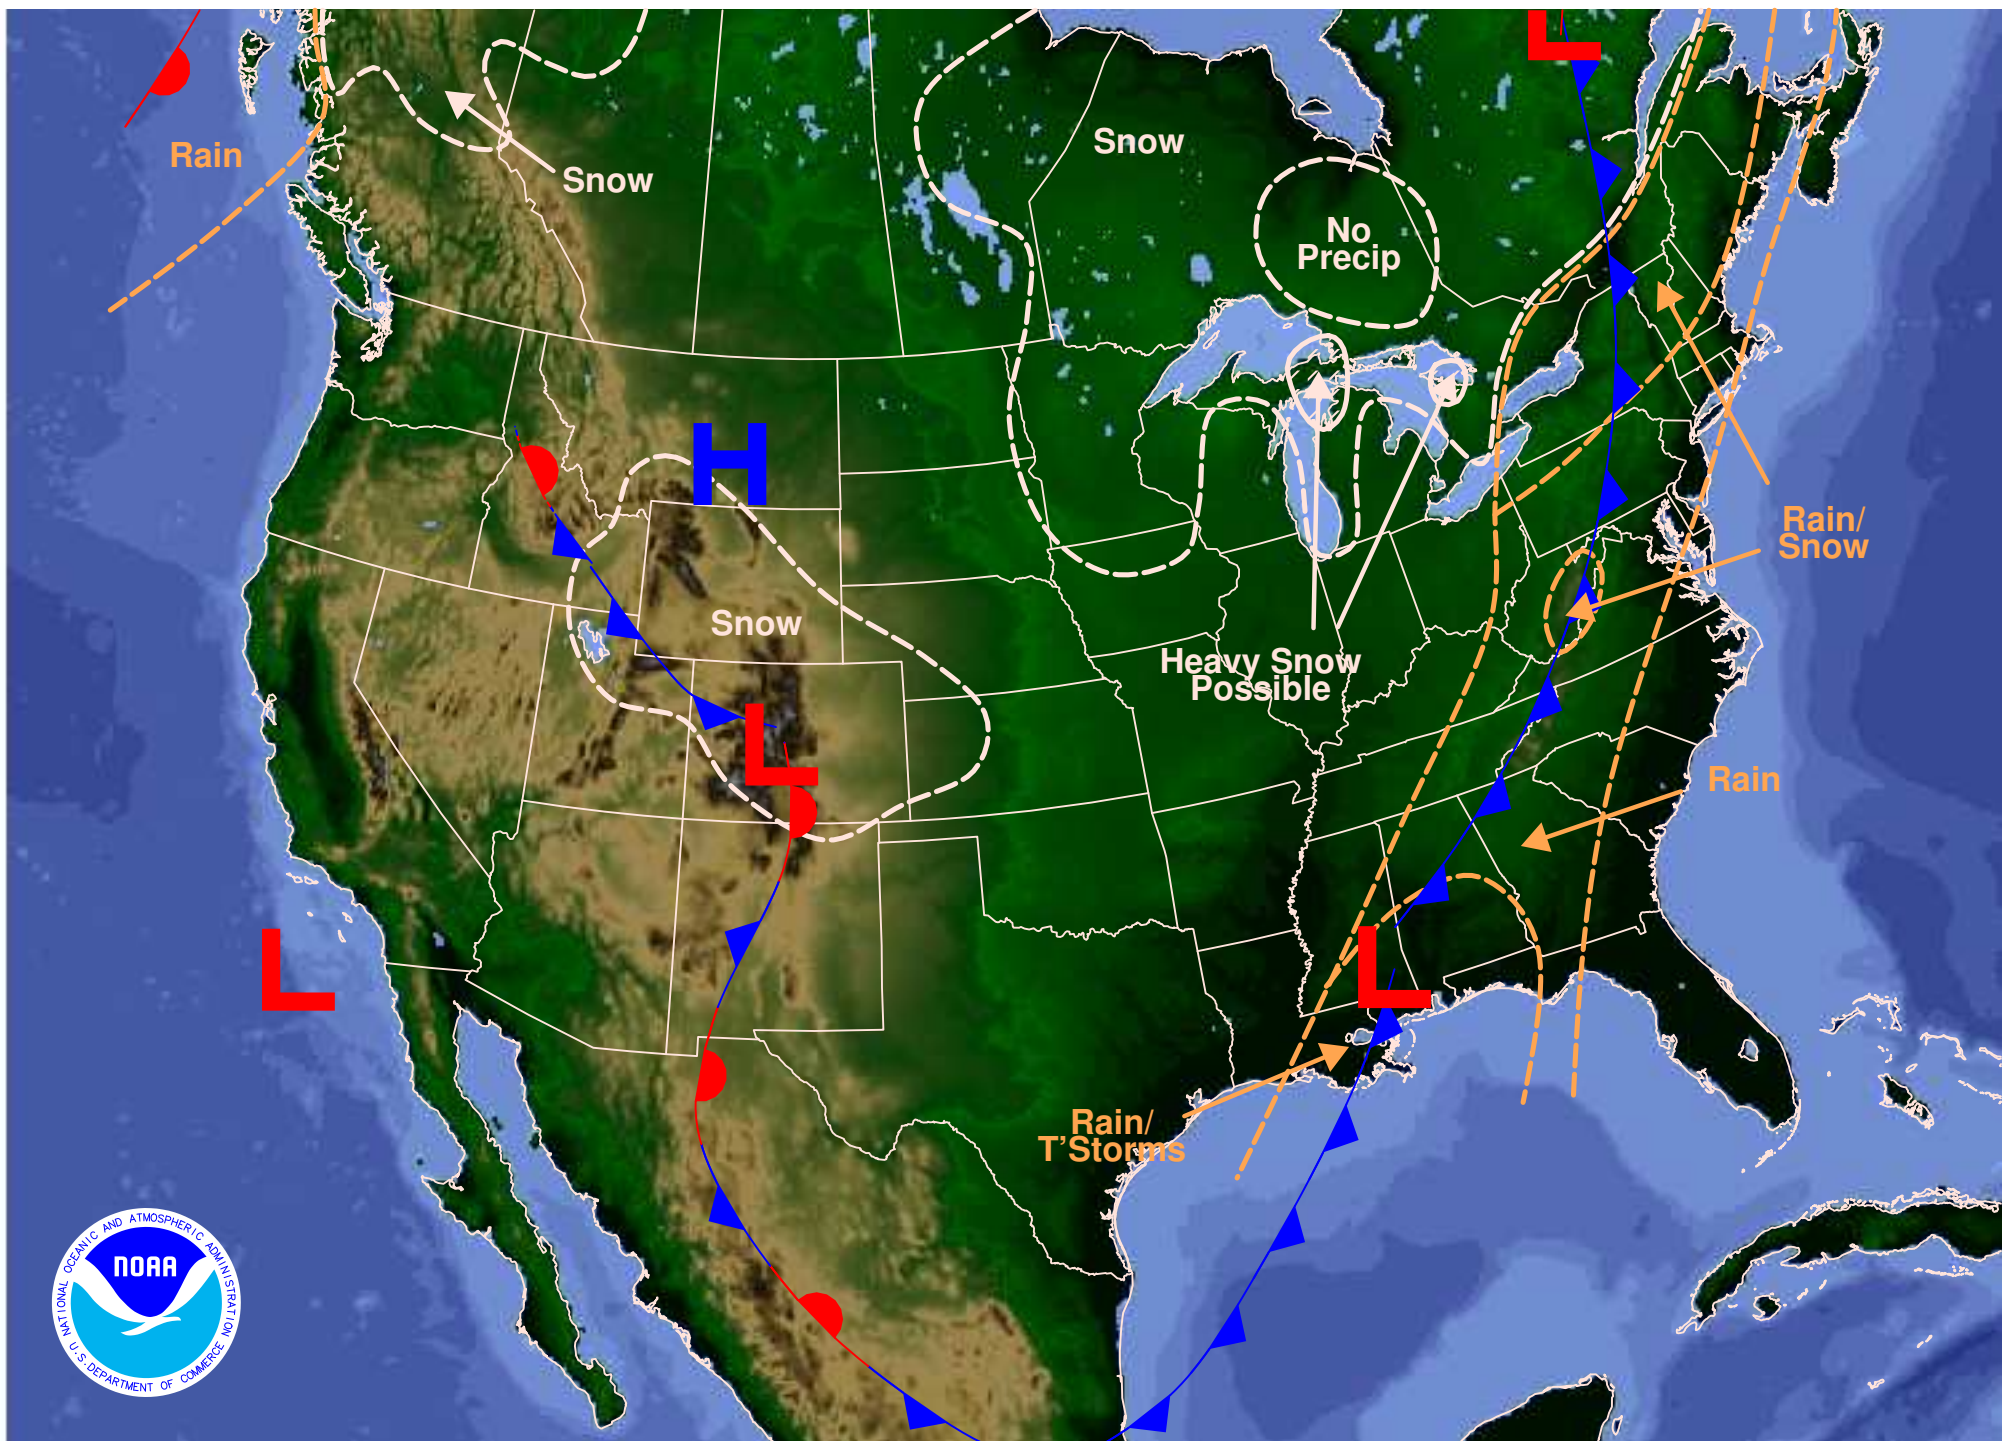 L
Rain
Snow
Snow
No
Precip
H
Snow
Heavy Snow
Possible
Rain/
Snow
L
Rain
L
L
Rain/
T'Storms
NATIONAL OCEANIC AND ATMOSPHERIC ADMINISTRATION
NOAA
U.S. DEPARTMENT OF COMMERCE